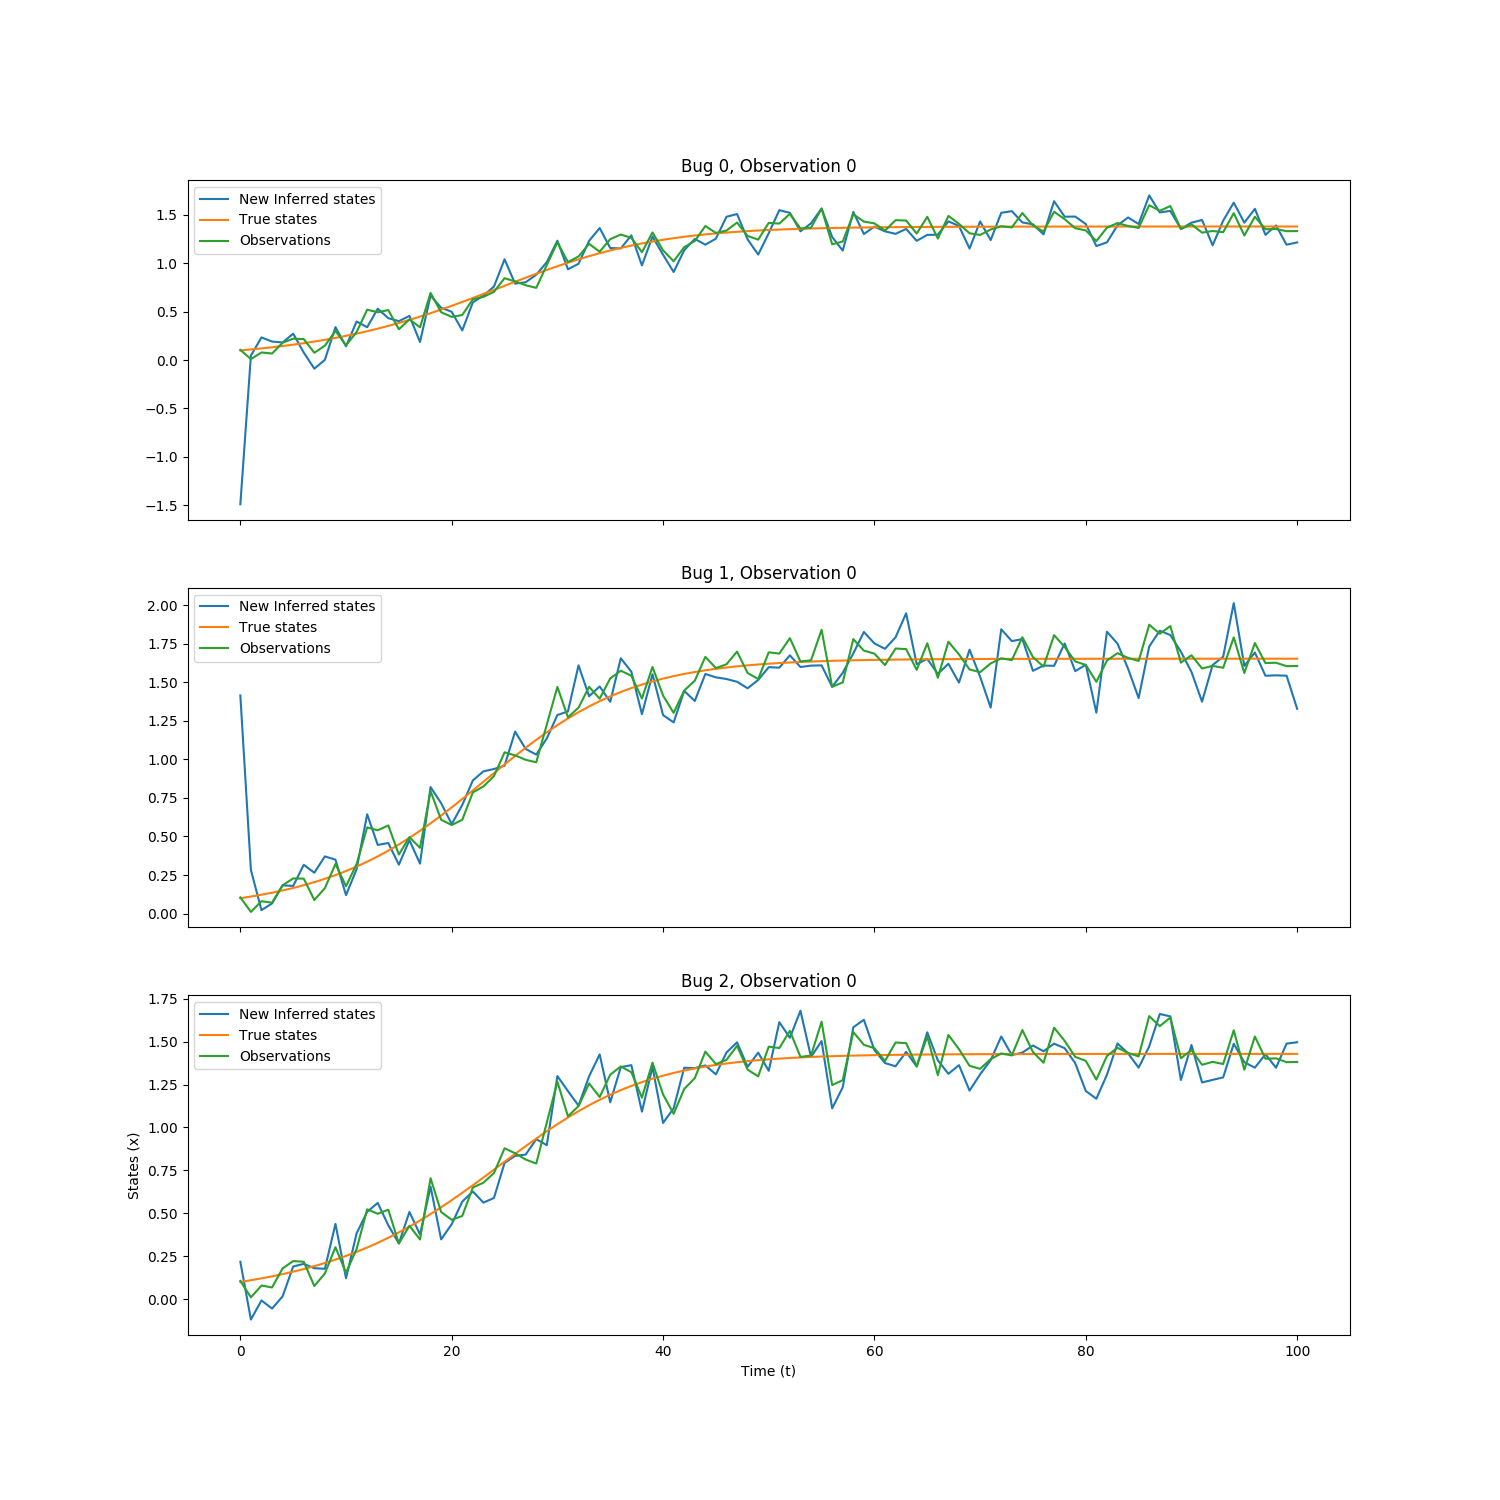 Bug 0, Observation 0
New Inferred states
True states
Observations
1.5
1.0
0.5
0.0
−0.5
−1.0
−1.5
Bug 1, Observation 0
New Inferred states
True states
Observations
2.00
1.75
1.50
1.25
1.00
0.75
0.50
0.25
0.00
Bug 2, Observation 0
New Inferred states
True states
Observations
1.75
1.50
1.25
1.00
0.75
0.50
0.25
0.00
States (x)
0 20 40 60 80 100
Time (t)